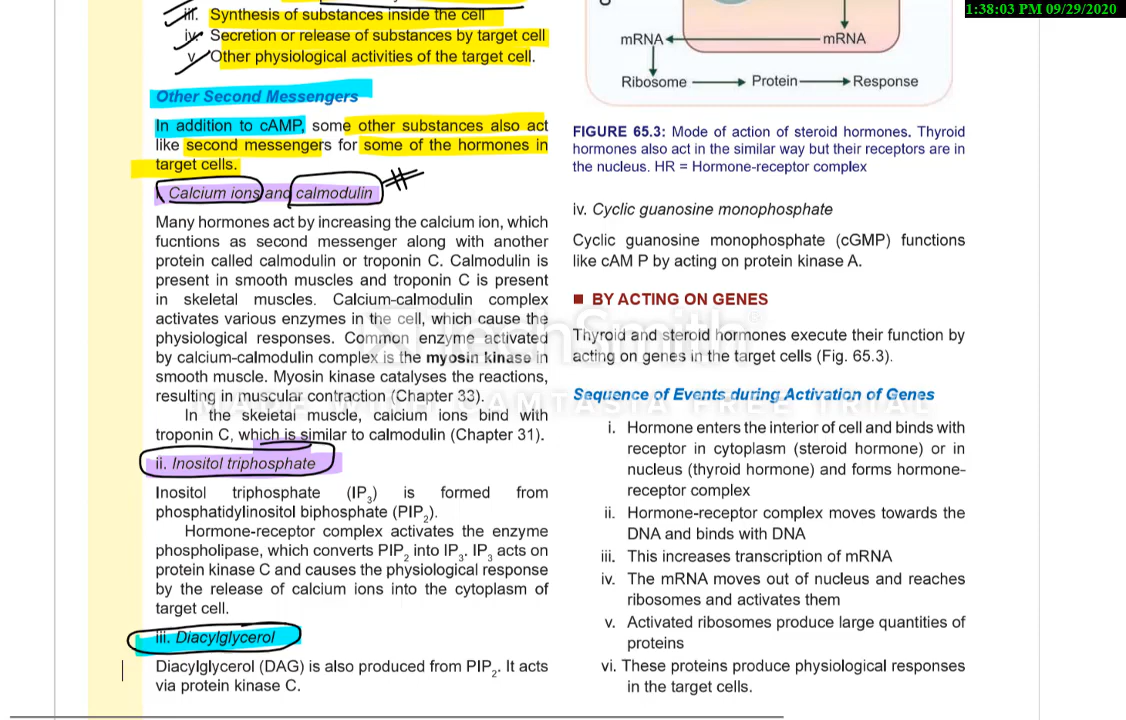 1:38:03 PM 09/29/2020
iii. Synthesis of substances inside the cell
iv. Secretion or release of substances by target cell
v. Other physiological activities of the target cell.
Other Second Messengers
In addition to cAMP, some other substances also act
like second messengers for some of the hormones in
target cells.
Calcium ions and calmodulin
Many hormones act by increasing the calcium ion, which
fucntions as second messenger along with another
protein called calmodulin or troponin C. Calmodulin is
present in smooth muscles and troponin C is present
in skeletal muscles. Calcium-calmodulin complex
activates various enzymes in the cell, which cause the
physiological responses. Common enzyme activated
by calcium-calmodulin complex is the myosin kinase in
smooth muscle. Myosin kinase catalyses the reactions,
resulting in muscular contraction (Chapter 33).
In the skeletal muscle, calcium ions bind with
troponin C, which is similar to calmodulin (Chapter 31).
ii. Inositol triphosphate
Inositol triphosphate (IP3) is formed from
phosphatidylinositol biphosphate (PIP2).
Hormone-receptor complex activates the enzyme
phospholipase, which converts PIP2 into IP3. IP3 acts on
protein kinase C and causes the physiological response
by the release of calcium ions into the cytoplasm of
target cell.
iii. Diacylglycerol
Diacylglycerol (DAG) is also produced from PIP2. It acts
via protein kinase C.
mRNA mRNA
Ribosome Protein Response
FIGURE 65.3: Mode of action of steroid hormones. Thyroid
hormones also act in the similar way but their receptors are in
the nucleus. HR = Hormone-receptor complex
iv. Cyclic guanosine monophosphate
Cyclic guanosine monophosphate (cGMP) functions
like cAM P by acting on protein kinase A.
BY ACTING ON GENES
Thyroid and steroid hormones execute their function by
acting on genes in the target cells (Fig. 65.3).
Sequence of Events during Activation of Genes
i. Hormone enters the interior of cell and binds with
receptor in cytoplasm (steroid hormone) or in
nucleus (thyroid hormone) and forms hormone-
receptor complex
ii. Hormone-receptor complex moves towards the
DNA and binds with DNA
iii. This increases transcription of mRNA
iv. The mRNA moves out of nucleus and reaches
ribosomes and activates them
v. Activated ribosomes produce large quantities of
proteins
vi. These proteins produce physiological responses
in the target cells.
TechSmith
MADE WITH CAMTASIA FREE TRIAL